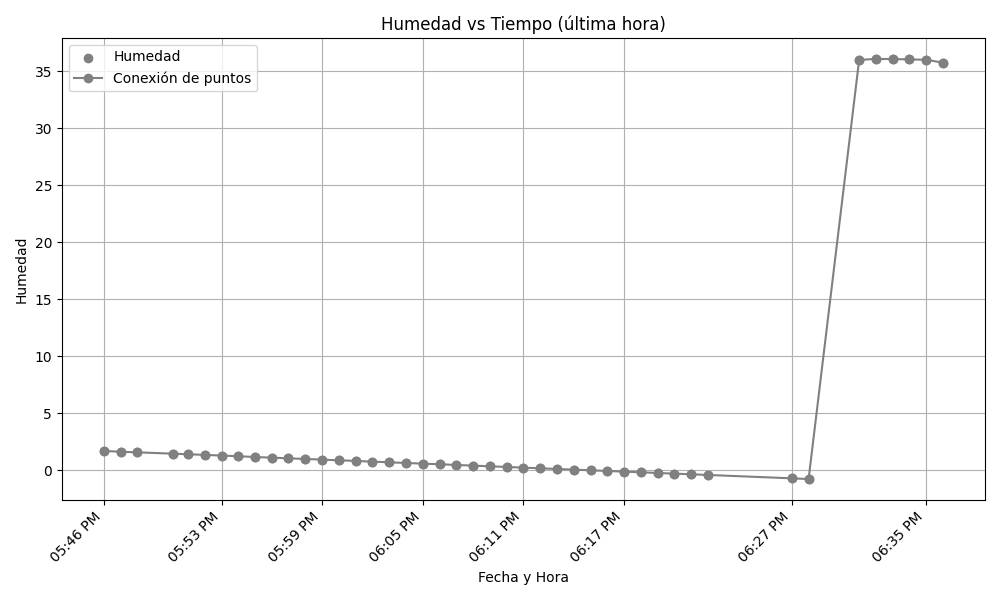 Humedad vs Tiempo (última hora)
Humedad
Conexión de puntos
35
30
25
20
15
10
5
0
Humedad
05:46 PM
05:53 PM
05:59 PM
06:05 PM
06:11 PM
06:17 PM
06:27 PM
06:35 PM
Fecha y Hora